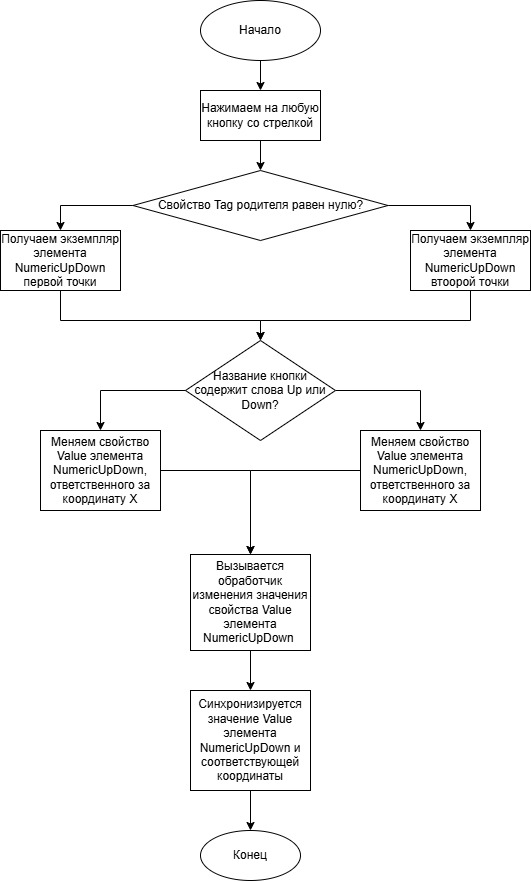 Начало
Нажимаем на любую
кнопку со стрелкой
Свойство Tag родителя равен нулю?
Получаем экземпляр
элемента
NumericUpDown
первой точки
Получаем экземпляр
элемента
NumericUpDown
втоорой точки
Название кнопки
содержит слова Up или
Down?
Меняем свойство
Value элемента
NumericUpDown,
ответственного за
координату X
Меняем свойство
Value элемента
NumericUpDown,
ответственного за
координату X
Вызывается
обработчик
изменения значения
свойства Value
элемента
NumericUpDown
Синхронизируется
значение Value
элемента
NumericUpDown и
соответствующей
координаты
Конец